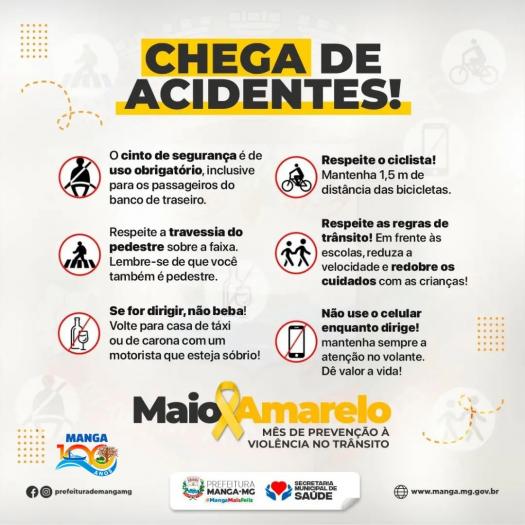 CHEGA DE
ACIDENTES!
O cinto de segurança é de
uso obrigatório, inclusive
para os passageiros do
banco de traseiro.
Respeite a travessia do
pedestre sobre a faixa.
Lembre-se de que você
também é pedestre.
Se for dirigir, não beba!
Volte para casa de táxi
ou de carona com um
motorista que esteja sóbrio!
Respeite o ciclista!
Mantenha 1,5 m de
distância das bicicletas.
Respeite as regras de
trânsito! Em frente às
escolas, reduza a
velocidade e redobre os
cuidados com as crianças!
Não use o celular
enquanto dirige!
mantenha sempre a
atenção no volante.
Dê valor a vida!
Maio Amarelo
MÊS DE PREVENÇÃO À
VIOLÊNCIA NO TRÂNSITO
MANGA
100
ANOS
prefeiturademangamg
PREFEITURA
MANGA-MG
#MangaMaisFeliz
SECRETARIA
MUNICIPAL DE
SAÚDE
www.manga.mg.gov.br